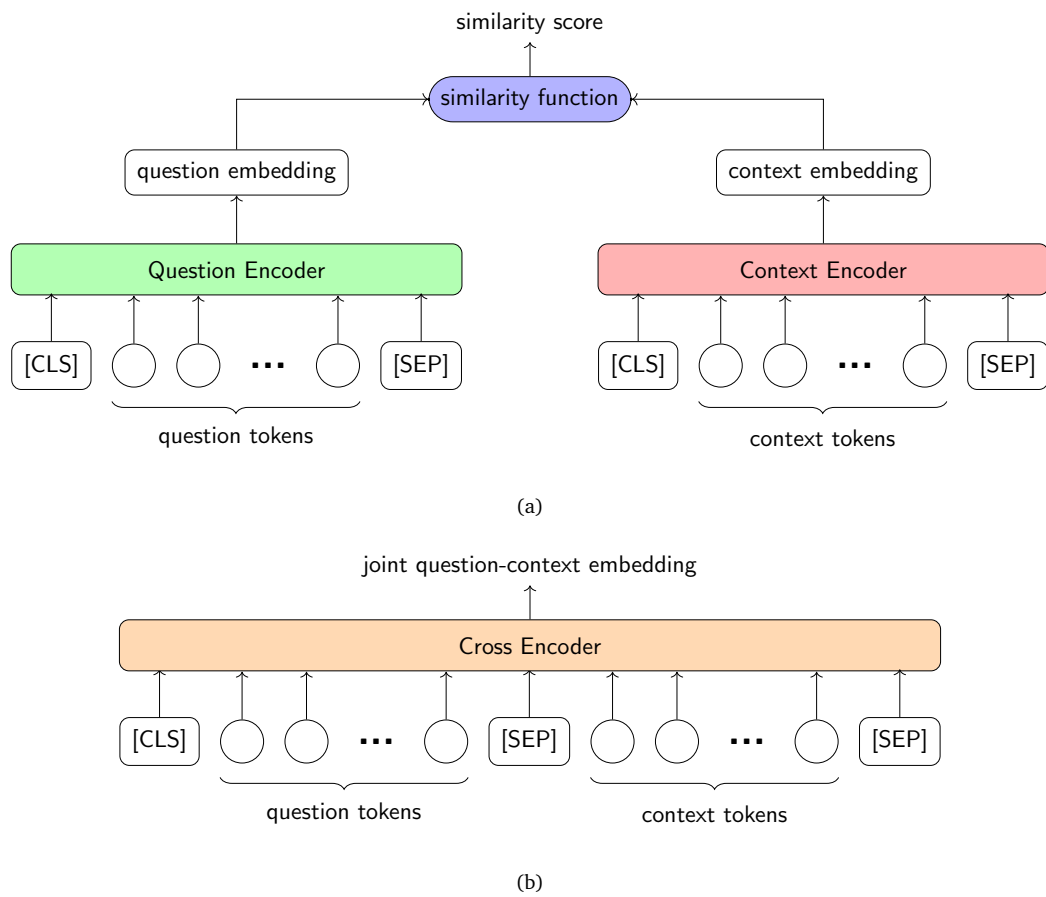 similarity score
similarity function
question embedding context embedding
Question Encoder Context Encoder
[CLS] ... [SEP] [CLS] ... [SEP]
question tokens context tokens
(a)
joint question-context embedding
Cross Encoder
[CLS] ... [SEP] ... [SEP]
question tokens context tokens
(b)